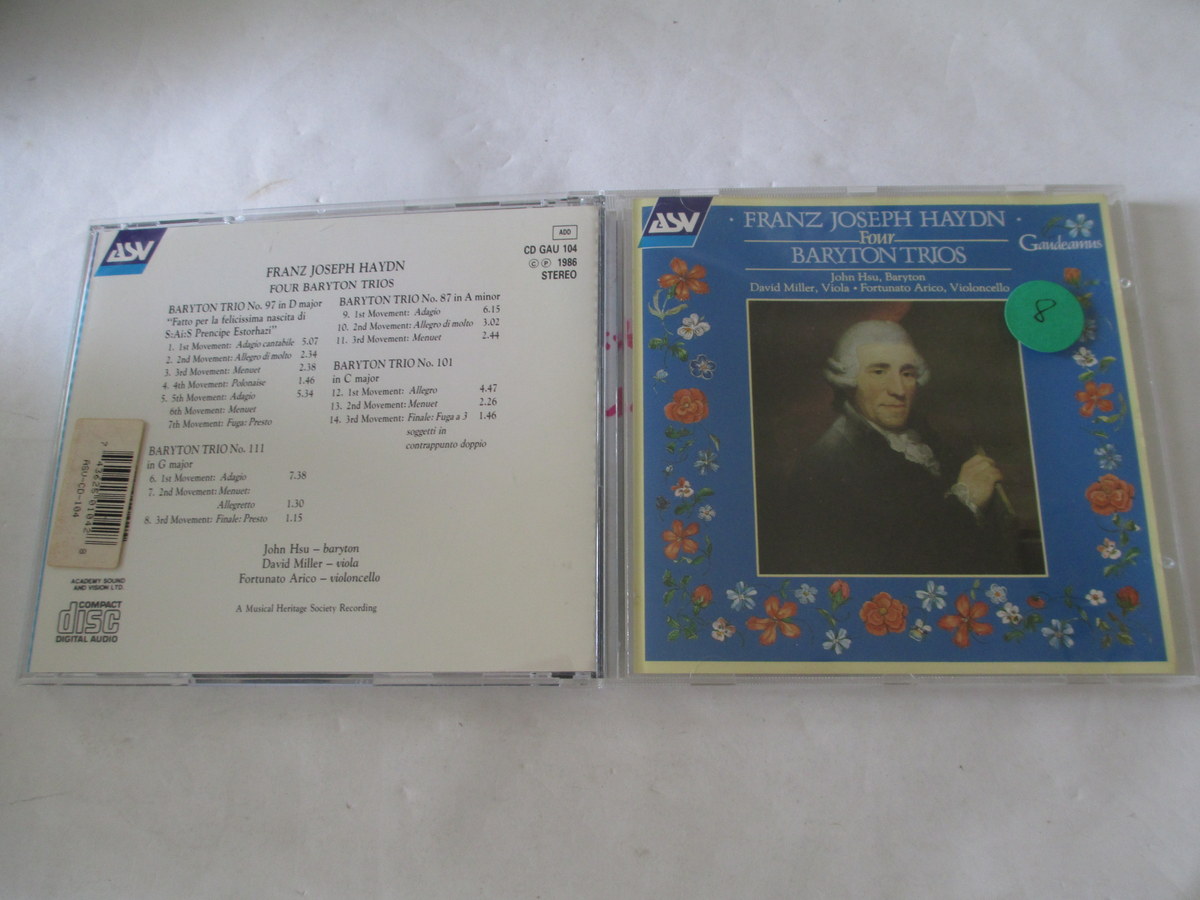 ASV
ADD
CD GAU 104
© ℗ 1986
STEREO
FRANZ JOSEPH HAYDN
FOUR BARYTON TRIOS
BARYTON TRIO No. 97 in D major
"Fatto per la felicissima nascita di
S:Ai:S Prencipe Estorhazi"
1. 1st Movement: Adagio cantabile 5.07
2. 2nd Movement: Allegro di molto 2.34
3. 3rd Movement: Menuet 2.38
4. 4th Movement: Polonaise 1.46
5. 5th Movement: Adagio 5.34
6th Movement: Menuet
7th Movement: Fuga: Presto
BARYTON TRIO No. 111
in G major
6. 1st Movement: Adagio 7.38
7. 2nd Movement: Menuet:
Allegretto 1.30
8. 3rd Movement: Finale: Presto 1.15
BARYTON TRIO No. 87 in A minor
9. 1st Movement: Adagio 6.15
10. 2nd Movement: Allegro di molto 3.02
11. 3rd Movement: Menuet 2.44
BARYTON TRIO No. 101
in C major
12. 1st Movement: Allegro 4.47
13. 2nd Movement: Menuet 2.26
14. 3rd Movement: Finale: Fuga a 3 1.46
soggetti in
contrappunto doppio
John Hsu – baryton
David Miller – viola
Fortunato Arico – violoncello
A Musical Heritage Society Recording
ASV-CD-104
ACADEMY SOUND
AND VISION LTD.
COMPACT
disc
DIGITAL AUDIO
ASV
· FRANZ JOSEPH HAYDN ·
Four
BARYTON TRIOS
Gaudeamus
John Hsu, Baryton
David Miller, Viola • Fortunato Arico, Violoncello
8